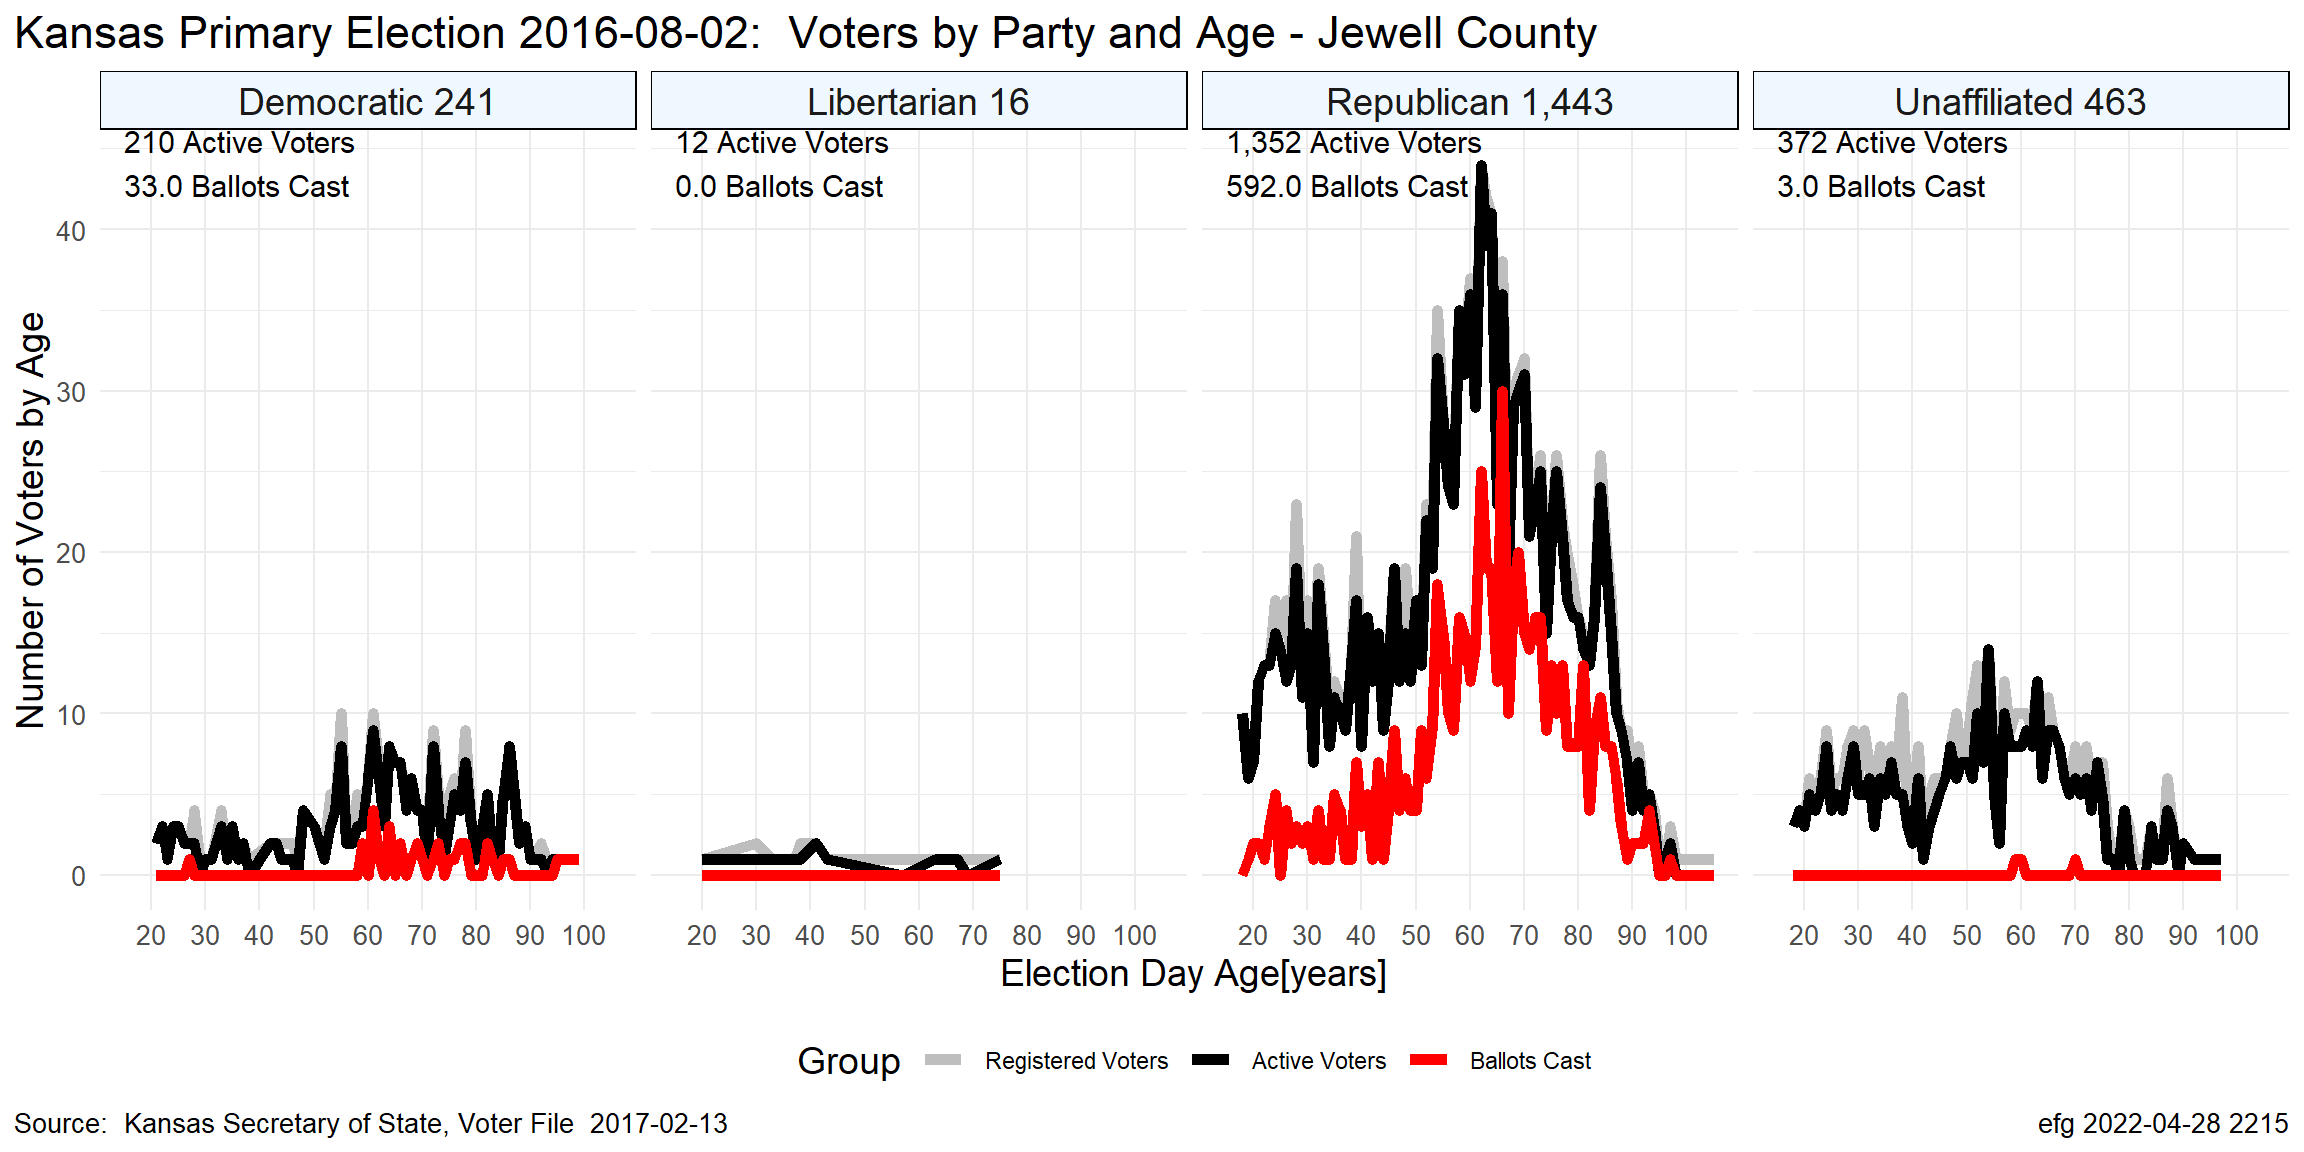 Kansas Primary Election 2016-08-02:  Voters by Party and Age - Jewell County
Democratic 241
Libertarian 16
Republican 1,443
Unaffiliated 463
210 Active Voters
33.0 Ballots Cast
12 Active Voters
0.0 Ballots Cast
1,352 Active Voters
592.0 Ballots Cast
372 Active Voters
3.0 Ballots Cast
Number of Voters by Age
40
30
20
10
0
20 30 40 50 60 70 80 90 100
20 30 40 50 60 70 80 90 100
20 30 40 50 60 70 80 90 100
20 30 40 50 60 70 80 90 100
Election Day Age[years]
Group Registered Voters Active Voters Ballots Cast
Source:  Kansas Secretary of State, Voter File  2017-02-13
efg 2022-04-28 2215